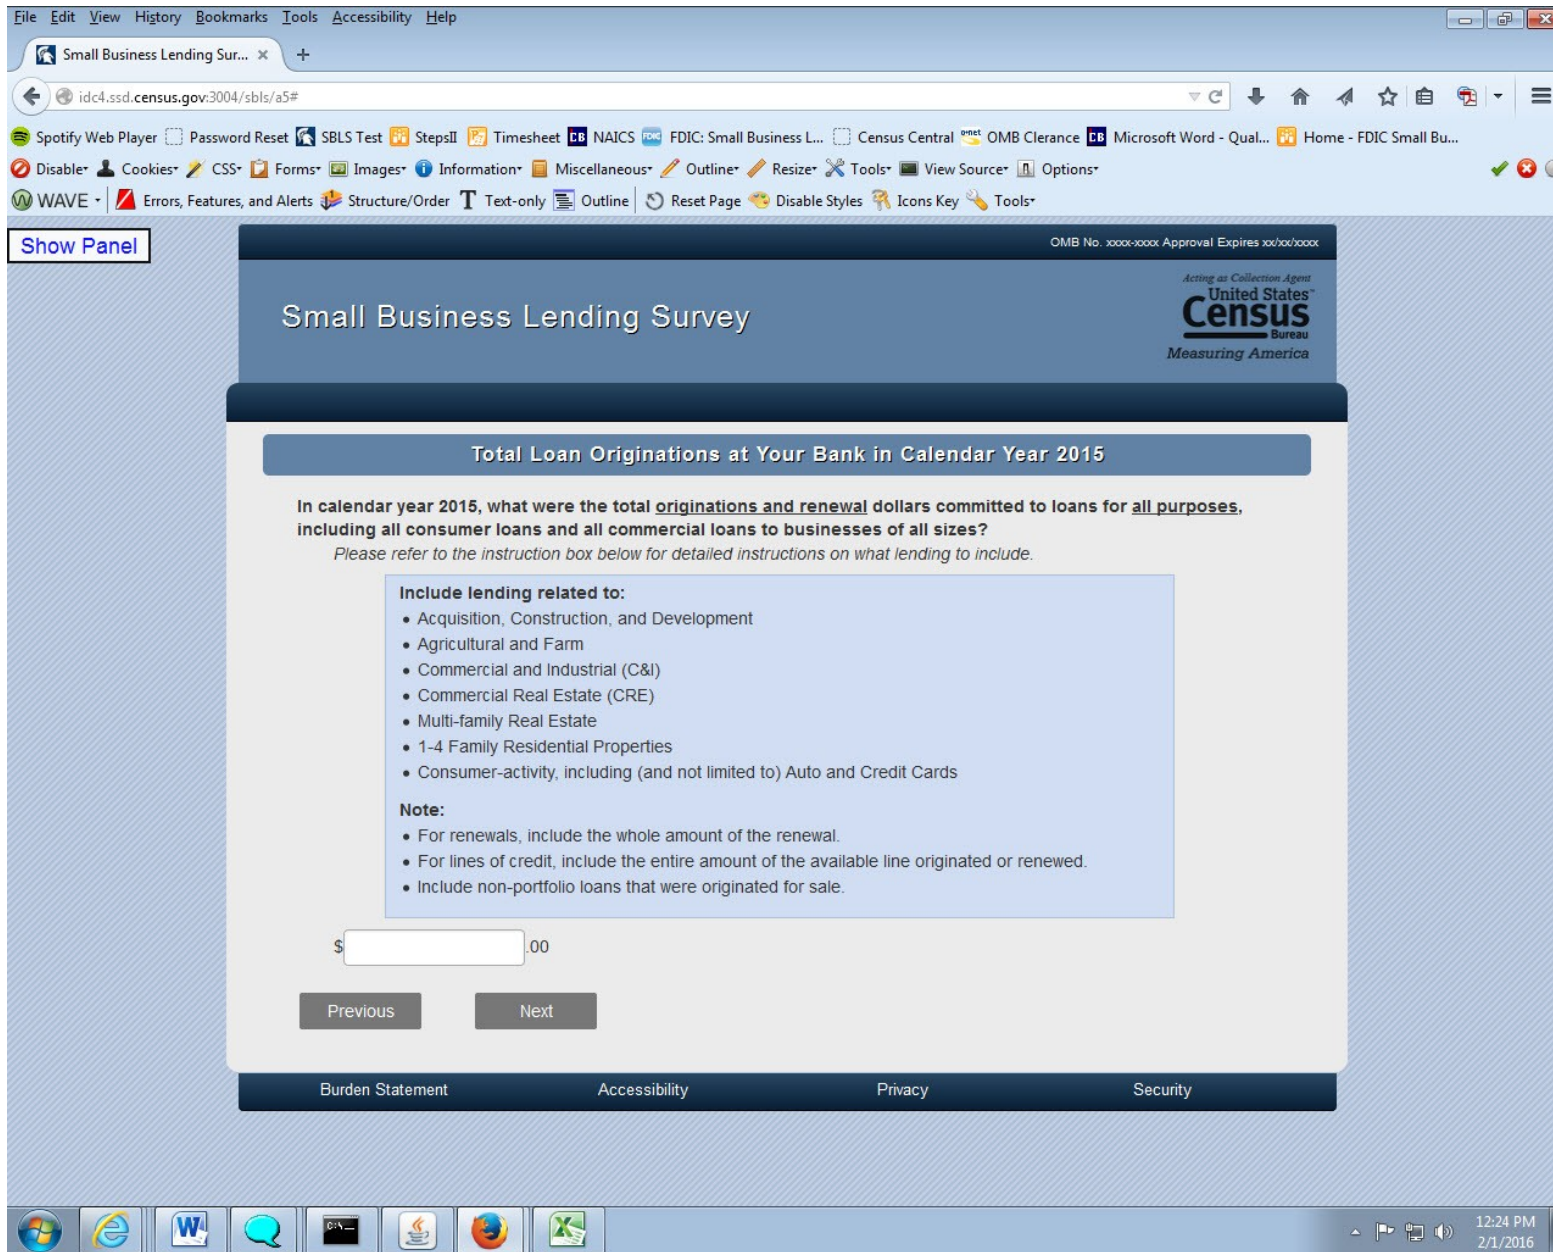 File Edit View History Bookmarks Tools Accessibility Help
Small Business Lending Sur... × +
idc4.ssd.census.gov:3004/sbls/a5#
Spotify Web Player Password Reset SBLS Test StepsII Timesheet CB NAICS FDIC FDIC: Small Business L... Census Central OMB Clerance CB Microsoft Word - Qual... Home - FDIC Small Bu...
Disable Cookies CSS Forms Images Information Miscellaneous Outline Resize Tools View Source Options
WAVE Errors, Features, and Alerts Structure/Order T Text-only Outline Reset Page Disable Styles Icons Key Tools
Show Panel
OMB No. xxxx-xxxx Approval Expires xx/xx/xxxx
Small Business Lending Survey
Acting as Collection Agent
United States™
Census
Bureau
Measuring America
Total Loan Originations at Your Bank in Calendar Year 2015
In calendar year 2015, what were the total originations and renewal dollars committed to loans for all purposes,
including all consumer loans and all commercial loans to businesses of all sizes?
Please refer to the instruction box below for detailed instructions on what lending to include.
Include lending related to:
• Acquisition, Construction, and Development
• Agricultural and Farm
• Commercial and Industrial (C&I)
• Commercial Real Estate (CRE)
• Multi-family Real Estate
• 1-4 Family Residential Properties
• Consumer-activity, including (and not limited to) Auto and Credit Cards
Note:
• For renewals, include the whole amount of the renewal.
• For lines of credit, include the entire amount of the available line originated or renewed.
• Include non-portfolio loans that were originated for sale.
$ .00
Previous Next
Burden Statement Accessibility Privacy Security
12:24 PM
2/1/2016